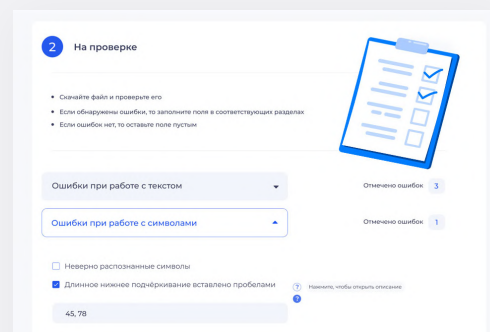 2 На проверке
Скачайте файл и проверьте его
Если обнаружены ошибки, то заполните поля в соответствующих разделах
Если ошибок нет, то оставьте поле пустым
Ошибки при работе с текстом Отмечено ошибок 3
Ошибки при работе с символами Отмечено ошибок 1
Неверно распознанные символы
Длинное нижнее подчёркивание вставлено пробелами ? Нажмите, чтобы открыть описание
?
45, 78